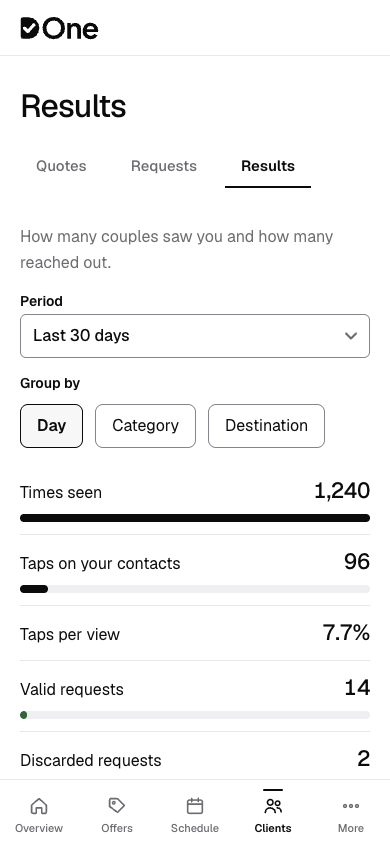 One
Results
Quotes
Requests
Results
How many couples saw you and how many
reached out.
Period
Last 30 days
Group by
Day
Category
Destination
Times seen
1,240
Taps on your contacts
96
Taps per view
7.7%
Valid requests
14
Discarded requests
2
Overview
Offers
Schedule
Clients
More